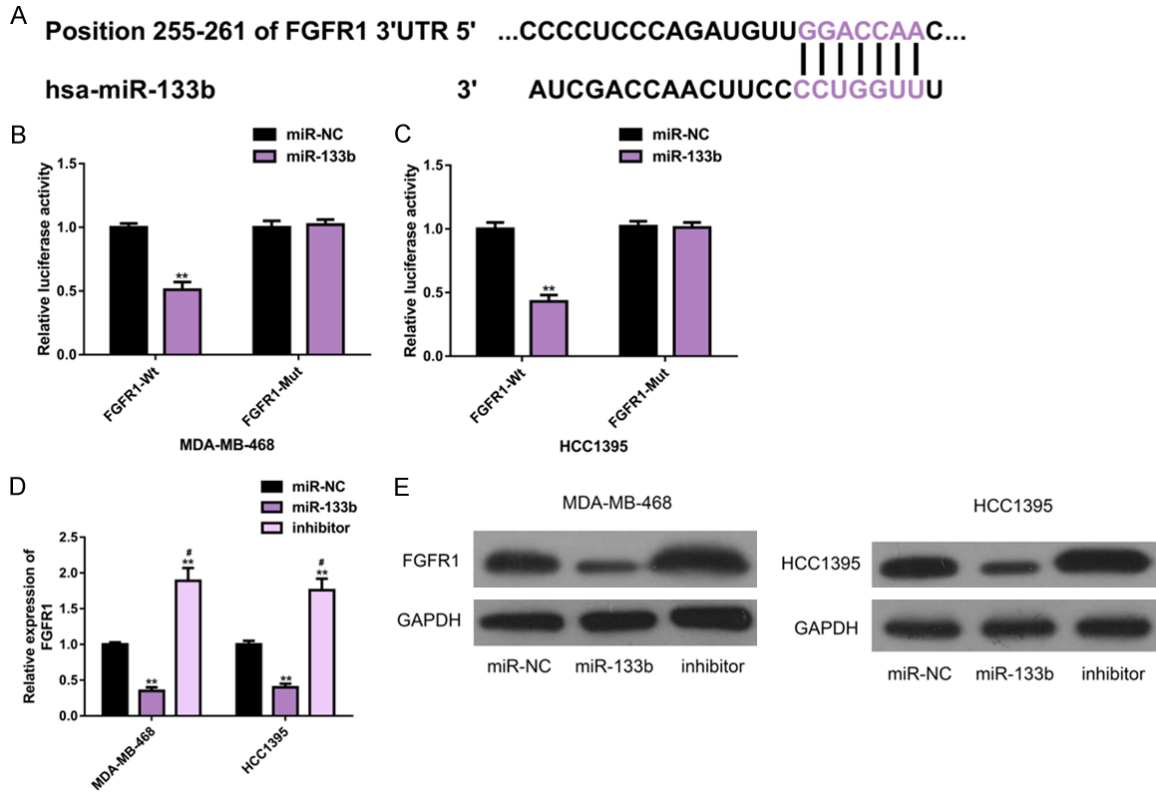 A
Position 255-261 of FGFR1 3'UTR 5' ...CCCCUCCCAGAUGUUGGACCAAC...
hsa-miR-133b 3' AUCGACCAACUUCCCCUGGUUU
B
miR-NC
miR-133b
Relative luciferase activity
1.5
1.0
0.5
0.0
**
FGFR1-Wt
FGFR1-Mut
MDA-MB-468
C
miR-NC
miR-133b
Relative luciferase activity
1.5
1.0
0.5
0.0
**
FGFR1-Wt
FGFR1-Mut
HCC1395
D
miR-NC
miR-133b
inhibitor
Relative expression of
FGFR1
2.5
2.0
1.5
1.0
0.5
0.0
**
#
**
**
#
**
MDA-MB-468
HCC1395
E
MDA-MB-468
FGFR1
GAPDH
miR-NC miR-133b inhibitor
HCC1395
HCC1395
GAPDH
miR-NC miR-133b inhibitor